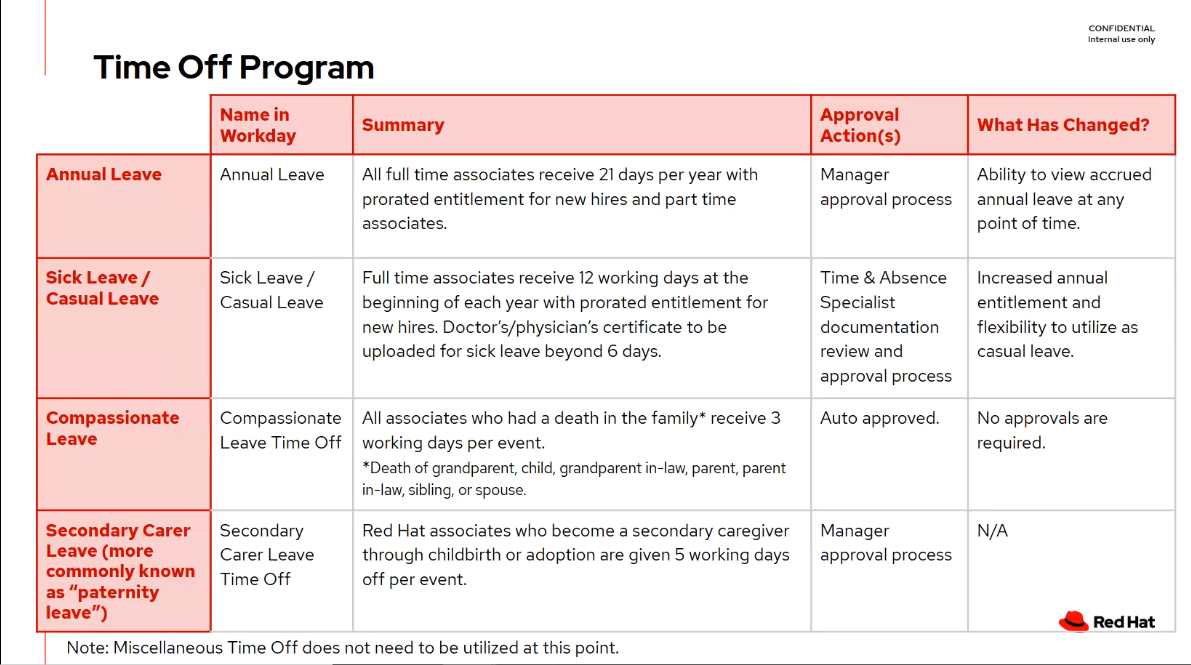 CONFIDENTIAL
Internal use only
Time Off Program
Name in
Workday
Summary
Approval
Action(s)
What Has Changed?
Annual Leave
Annual Leave
All full time associates receive 21 days per year with
prorated entitlement for new hires and part time
associates.
Manager
approval process
Ability to view accrued
annual leave at any
point of time.
Sick Leave /
Casual Leave
Sick Leave /
Casual Leave
Full time associates receive 12 working days at the
beginning of each year with prorated entitlement for
new hires. Doctor’s/physician’s certificate to be
uploaded for sick leave beyond 6 days.
Time & Absence
Specialist
documentation
review and
approval process
Increased annual
entitlement and
flexibility to utilize as
casual leave.
Compassionate
Leave
Compassionate
Leave Time Off
All associates who had a death in the family* receive 3
working days per event.
*Death of grandparent, child, grandparent in-law, parent, parent
in-law, sibling, or spouse.
Auto approved.
No approvals are
required.
Secondary Carer
Leave (more
commonly known
as “paternity
leave”)
Secondary
Carer Leave
Time Off
Red Hat associates who become a secondary caregiver
through childbirth or adoption are given 5 working days
off per event.
Manager
approval process
N/A
Red Hat
Note: Miscellaneous Time Off does not need to be utilized at this point.